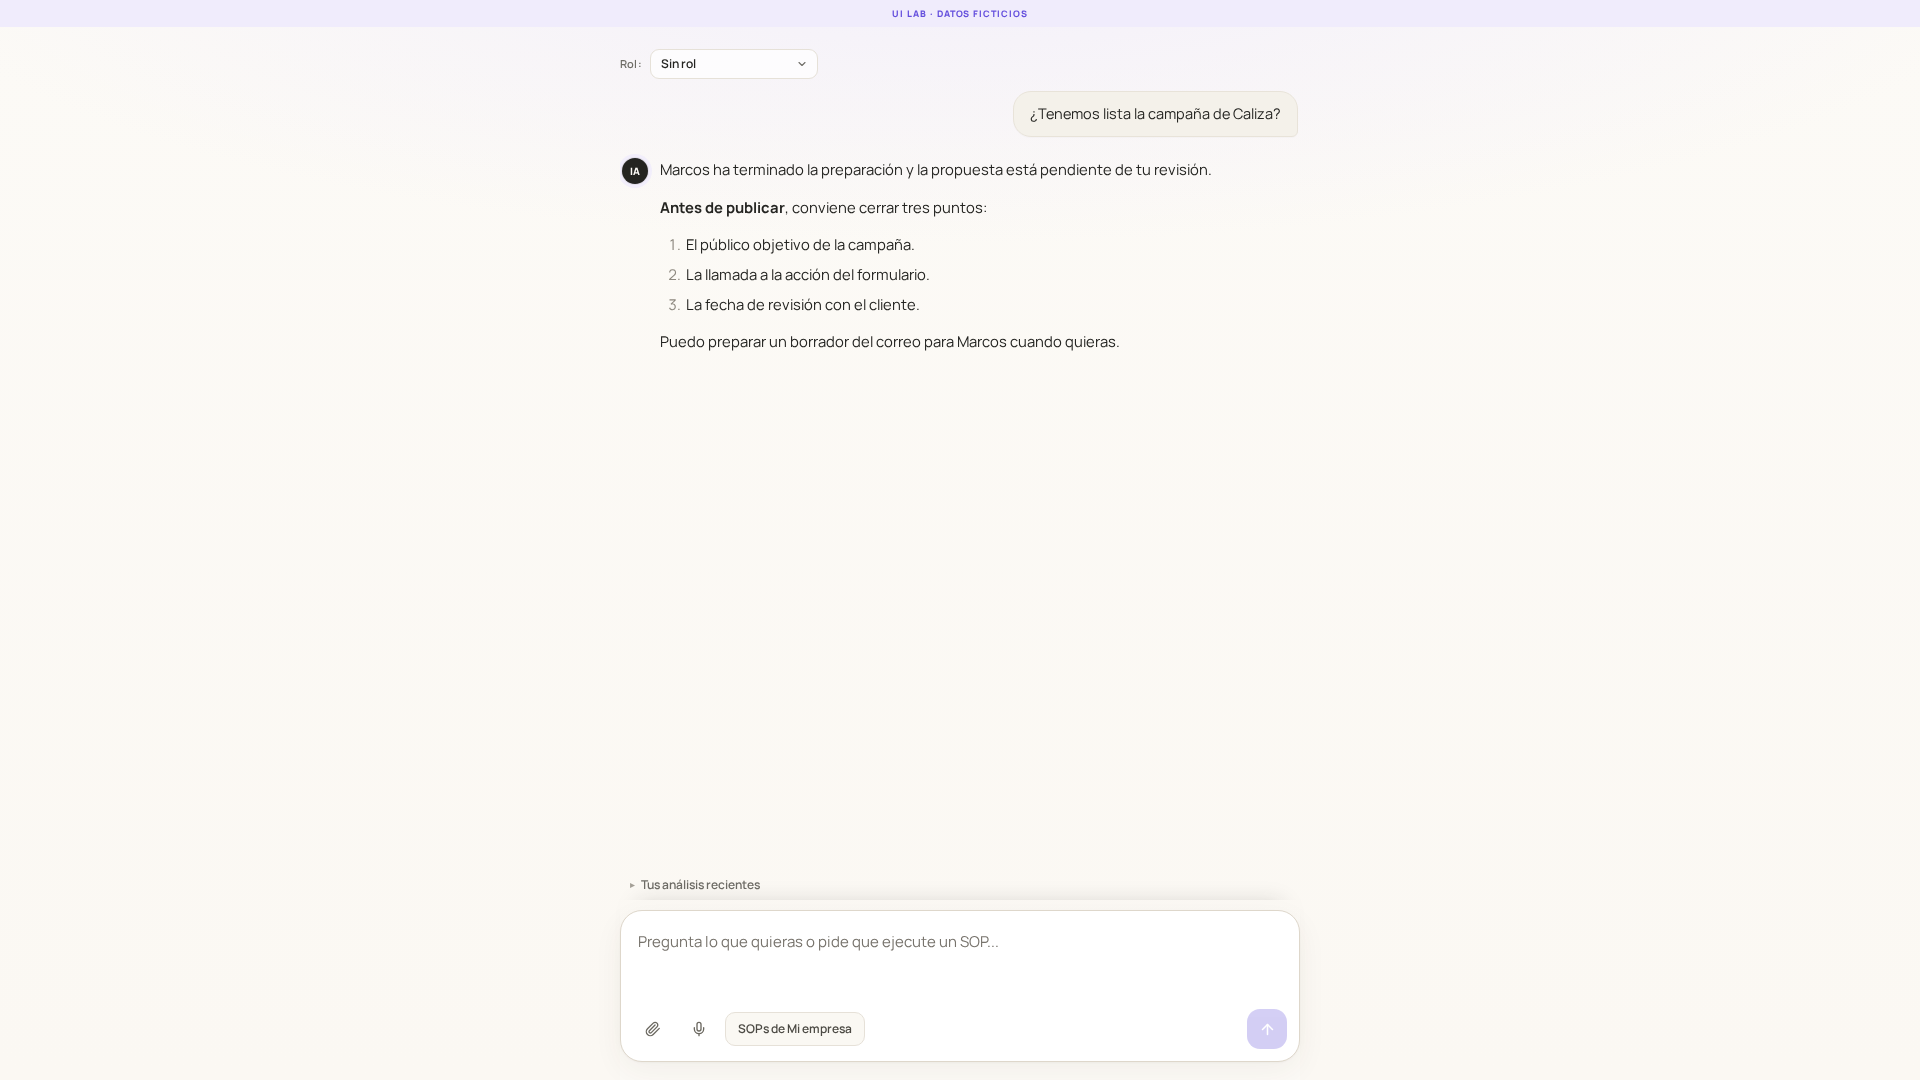 UI LAB · DATOS FICTICIOS
Rol:
Sin rol
¿Tenemos lista la campaña de Caliza?
IA
Marcos ha terminado la preparación y la propuesta está pendiente de tu revisión.
Antes de publicar, conviene cerrar tres puntos:
1. El público objetivo de la campaña.
2. La llamada a la acción del formulario.
3. La fecha de revisión con el cliente.
Puedo preparar un borrador del correo para Marcos cuando quieras.
Tus análisis recientes
Pregunta lo que quieras o pide que ejecute un SOP...
SOPs de Mi empresa